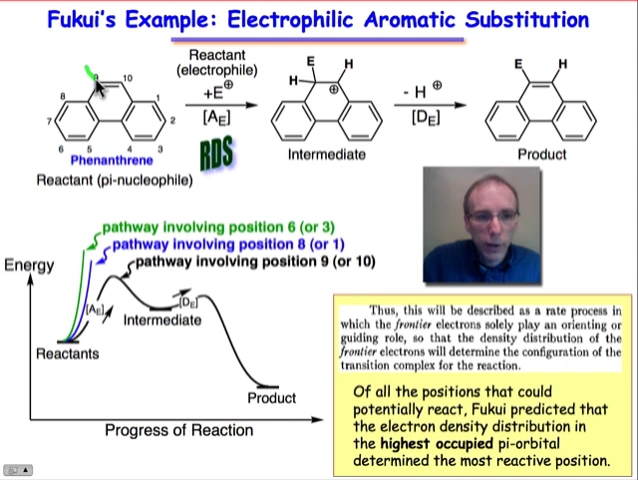 Fukui's Example: Electrophilic Aromatic Substitution
Reactant
(electrophile)
+E⊕
[AE]
RDS
9
10
8
1
7
2
6
5
4
3
Phenanthrene
Reactant (pi-nucleophile)
E
H
H
⊕
Intermediate
- H ⊕
[DE]
E
H
Product
pathway involving position 6 (or 3)
pathway involving position 8 (or 1)
pathway involving position 9 (or 10)
Energy
[AE]
[DE]
Intermediate
Reactants
Product
Progress of Reaction
Thus, this will be described as a rate process in
which the frontier electrons solely play an orienting or
guiding role, so that the density distribution of the
frontier electrons will determine the configuration of the
transition complex for the reaction.
Of all the positions that could
potentially react, Fukui predicted that
the electron density distribution in
the highest occupied pi-orbital
determined the most reactive position.